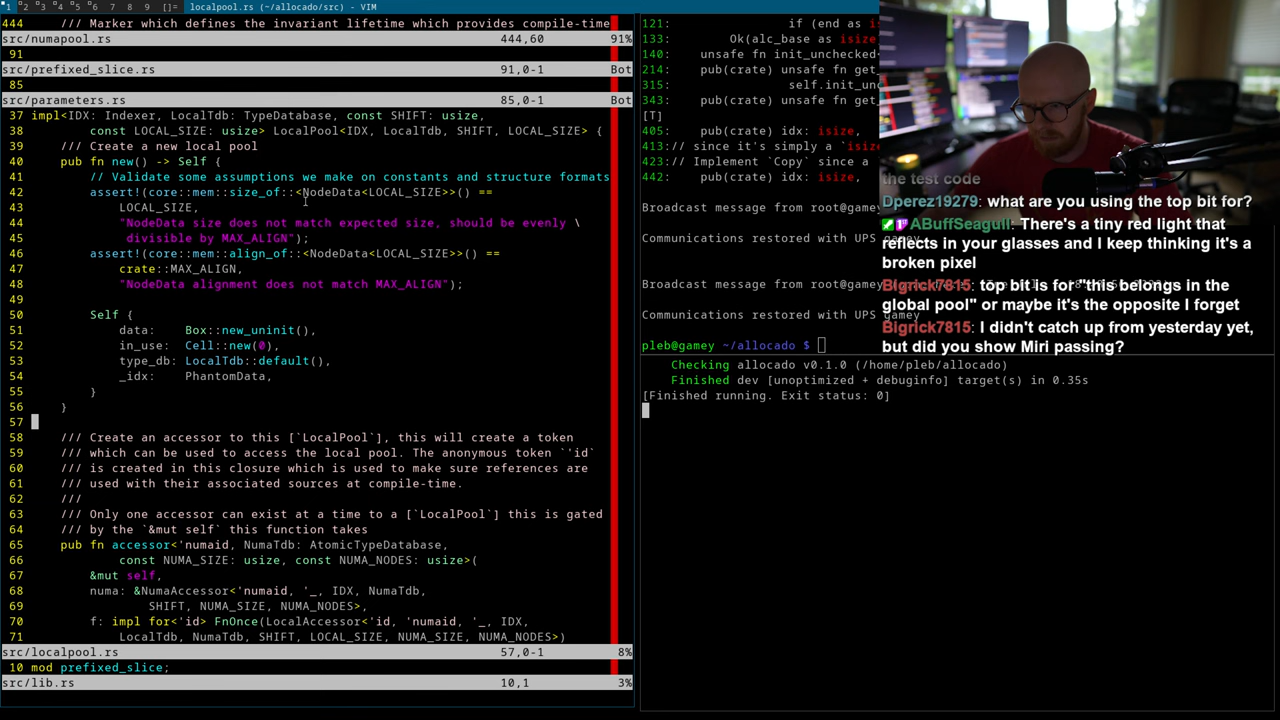 1 2 3 4 5 6 7 8 9 []= localpool.rs (~/allocado/src) - VIM
444 /// Marker which defines the invariant lifetime which provides compile-time
src/numapool.rs 444,60 91%
91
src/prefixed_slice.rs 91,0-1 Bot
85
src/parameters.rs 85,0-1 Bot
37 impl<IDX: Indexer, LocalTdb: TypeDatabase, const SHIFT: usize,
38 const LOCAL_SIZE: usize> LocalPool<IDX, LocalTdb, SHIFT, LOCAL_SIZE> {
39 /// Create a new local pool
40 pub fn new() -> Self {
41 // Validate some assumptions we make on constants and structure formats
42 assert!(core::mem::size_of::<NodeData<LOCAL_SIZE>>() ==
43 LOCAL_SIZE,
44 "NodeData size does not match expected size, should be evenly \
45 divisible by MAX_ALIGN");
46 assert!(core::mem::align_of::<NodeData<LOCAL_SIZE>>() ==
47 crate::MAX_ALIGN,
48 "NodeData alignment does not match MAX_ALIGN");
49
50 Self {
51 data: Box::new_uninit(),
52 in_use: Cell::new(0),
53 type_db: LocalTdb::default(),
54 _idx: PhantomData,
55 }
56 }
57
58 /// Create an accessor to this [`LocalPool`], this will create a token
59 /// which can be used to access the local pool. The anonymous token `'id`
60 /// is created in this closure which is used to make sure references are
61 /// used with their associated sources at compile-time.
62 ///
63 /// Only one accessor can exist at a time to a [`LocalPool`] this is gated
64 /// by the `&mut self` this function takes
65 pub fn accessor<'numaid, NumaTdb: AtomicTypeDatabase,
66 const NUMA_SIZE: usize, const NUMA_NODES: usize>(
67 &mut self,
68 numa: &NumaAccessor<'numaid, '_, IDX, NumaTdb,
69 SHIFT, NUMA_SIZE, NUMA_NODES>,
70 f: impl for<'id> FnOnce(LocalAccessor<'id, 'numaid, '_, IDX,
71 LocalTdb, NumaTdb, SHIFT, LOCAL_SIZE, NUMA_SIZE, NUMA_NODES>)
src/localpool.rs 57,0-1 8%
10 mod prefixed_slice;
src/lib.rs 10,1 3%
121: if (end as is
133: Ok(alc_base as isize,
140: unsafe fn init_unchecked
214: pub(crate) unsafe fn get_
315: self.init_unc
343: pub(crate) unsafe fn get_
[T]
405: pub(crate) idx: isize,
413:// since it's simply a `isize
423:// Implement `Copy` since a
442: pub(crate) idx: isize,
Broadcast message from root@gamey
Communications restored with UPS gamey
Broadcast message from root@gamey
Communications restored with UPS gamey
pleb@gamey ~/allocado $
Checking allocado v0.1.0 (/home/pleb/allocado)
Finished dev [unoptimized + debuginfo] target(s) in 0.35s
[Finished running. Exit status: 0]
the test code
Dperez19279: what are you using the top bit for?
ABuffSeagull: There's a tiny red light that
reflects in your glasses and I keep thinking it's a
broken pixel
Bigrick7815: top bit is for "this belongs in the
global pool" or maybe it's the opposite I forget
Bigrick7815: I didn't catch up from yesterday yet,
but did you show Miri passing?